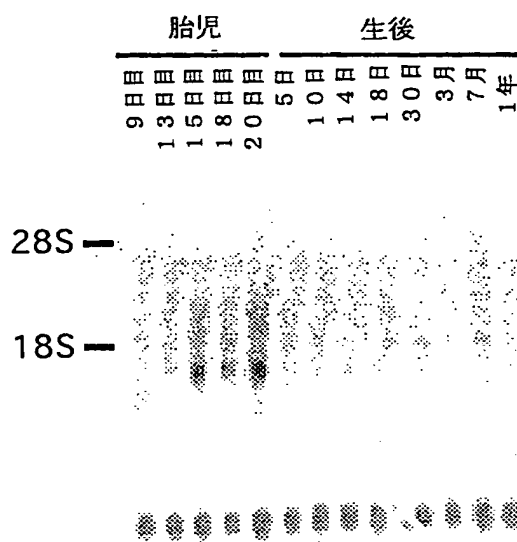 胎児 生後
9日目
13日目
15日目
18日目
20日目
5日
10日
14日
18日
30日
3月
7月
1年
28S
18S